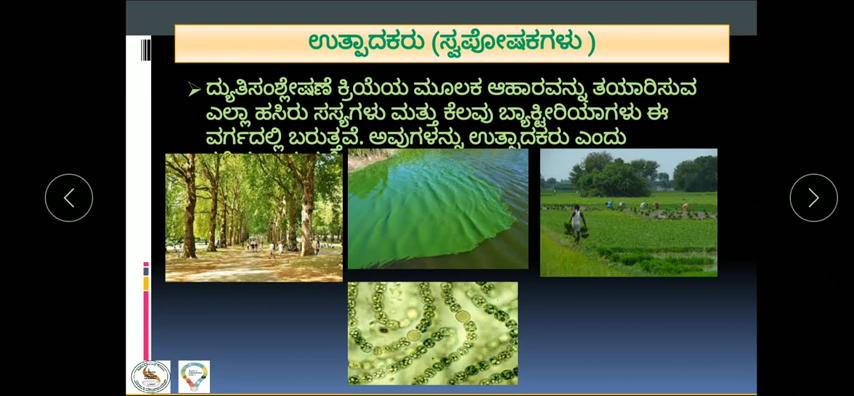 ಉತ್ಪಾದಕರು (ಸ್ವಪೋಷಕಗಳು )
➢ ದ್ಯುತಿಸಂಶ್ಲೇಷಣೆ ಕ್ರಿಯೆಯ ಮೂಲಕ ಆಹಾರವನ್ನು ತಯಾರಿಸುವ
ಎಲ್ಲಾ ಹಸಿರು ಸಸ್ಯಗಳು ಮತ್ತು ಕೆಲವು ಬ್ಯಾಕ್ಟೀರಿಯಾಗಳು ಈ
ವರ್ಗದಲ್ಲಿ ಬರುತ್ತವೆ. ಅವುಗಳನ್ನು ಉತ್ಪಾದಕರು ಎಂದು